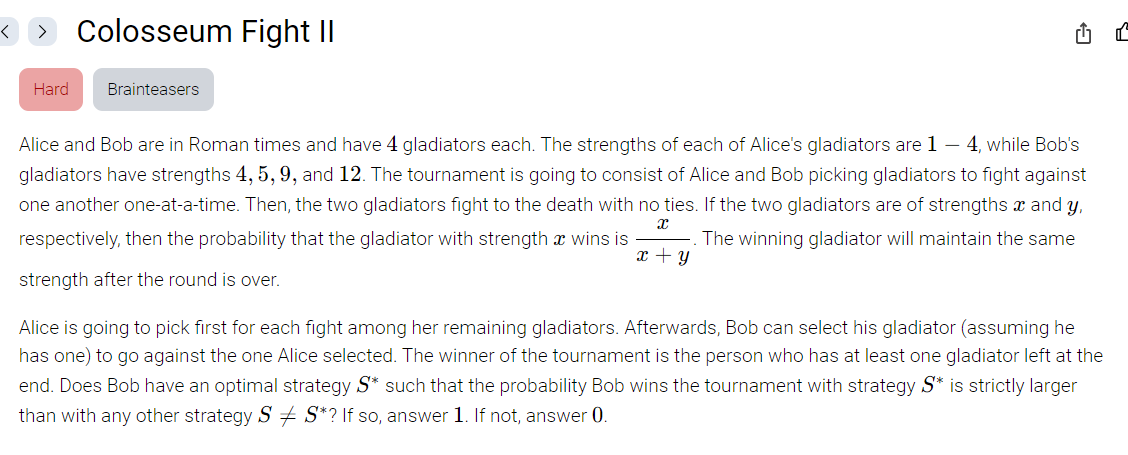 Colosseum Fight II
Hard Brainteasers
Alice and Bob are in Roman times and have 4 gladiators each. The strengths of each of Alice's gladiators are 1 − 4, while Bob's
gladiators have strengths 4, 5, 9, and 12. The tournament is going to consist of Alice and Bob picking gladiators to fight against
one another one-at-a-time. Then, the two gladiators fight to the death with no ties. If the two gladiators are of strengths x and y,
respectively, then the probability that the gladiator with strength x wins is x/(x + y). The winning gladiator will maintain the same
strength after the round is over.
Alice is going to pick first for each fight among her remaining gladiators. Afterwards, Bob can select his gladiator (assuming he
has one) to go against the one Alice selected. The winner of the tournament is the person who has at least one gladiator left at the
end. Does Bob have an optimal strategy S* such that the probability Bob wins the tournament with strategy S* is strictly larger
than with any other strategy S ≠ S*? If so, answer 1. If not, answer 0.